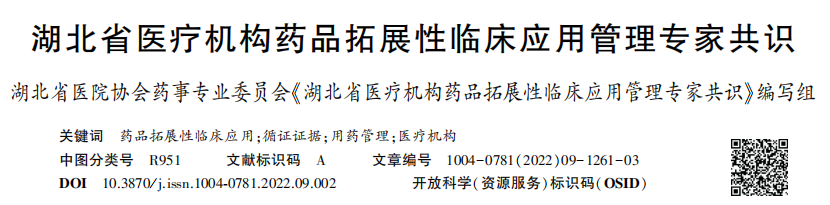 湖北省医疗机构药品拓展性临床应用管理专家共识
湖北省医院协会药事专业委员会《湖北省医疗机构药品拓展性临床应用管理专家共识》编写组
关键词 药品拓展性临床应用;循证证据;用药管理;医疗机构
中图分类号 R951 文献标识码 A 文章编号 1004-0781(2022)09-1261-03
DOI 10.3870/j.issn.1004-0781.2022.09.002 开放科学(资源服务)标识码(OSID)